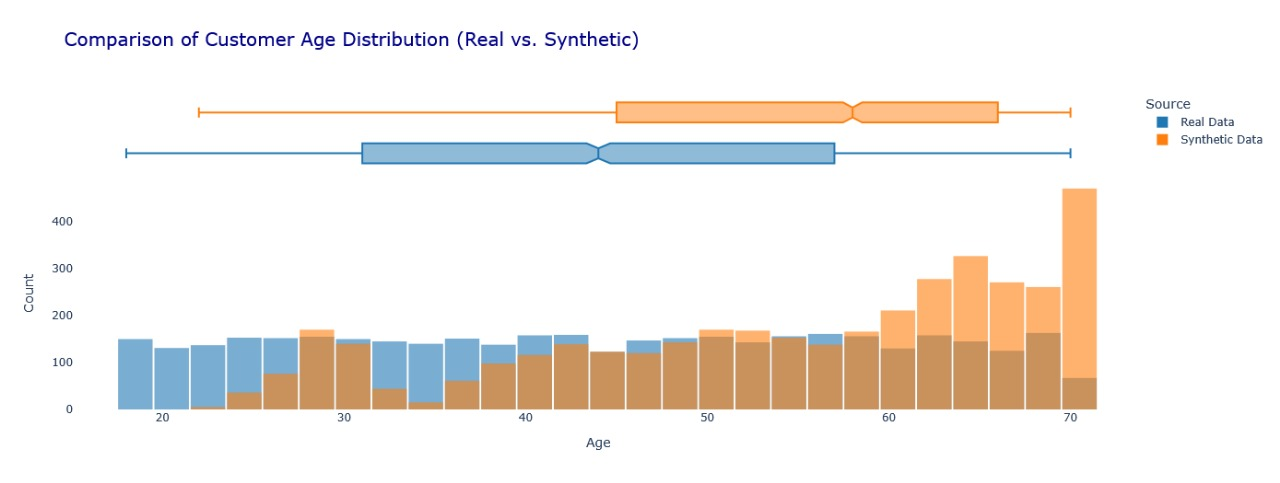 Comparison of Customer Age Distribution (Real vs. Synthetic)
Source
Real Data
Synthetic Data
400
300
200
100
0
Count
20 30 40 50 60 70
Age